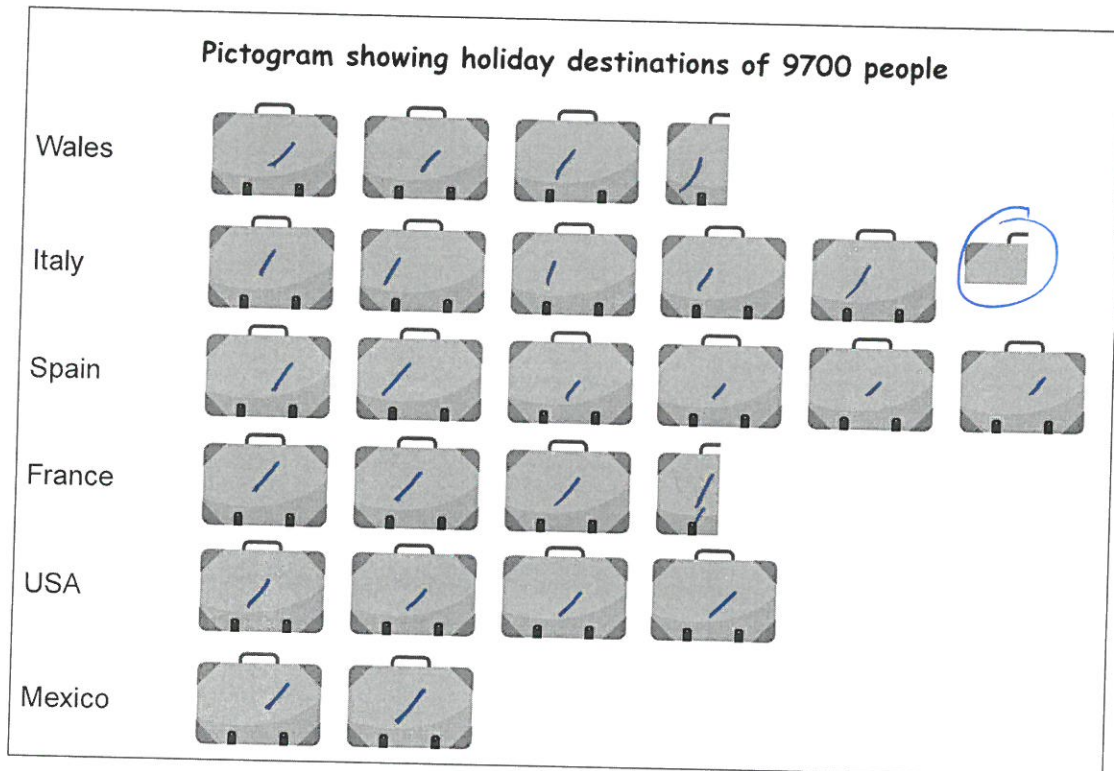 Pictogram showing holiday destinations of 9700 people
Wales
Italy
Spain
France
USA
Mexico